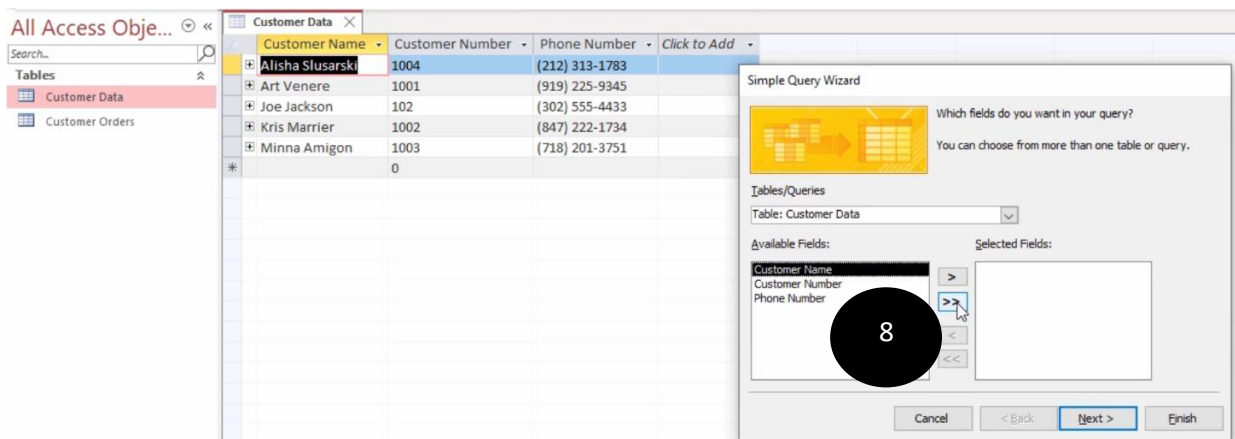 All Access Obje...
«
Search...
Tables
Customer Data
Customer Orders
Customer Data
Customer Name Customer Number Phone Number Click to Add
Alisha Slusarski 1004 (212) 313-1783
Art Venere 1001 (919) 225-9345
Joe Jackson 102 (302) 555-4433
Kris Marrier 1002 (847) 222-1734
Minna Amigon 1003 (718) 201-3751
* 0
Simple Query Wizard
Which fields do you want in your query?
You can choose from more than one table or query.
Tables/Queries
Table: Customer Data
Available Fields:
Selected Fields:
Customer Name
Customer Number
Phone Number
>
>>
<
<<
8
Cancel < Back Next > Finish